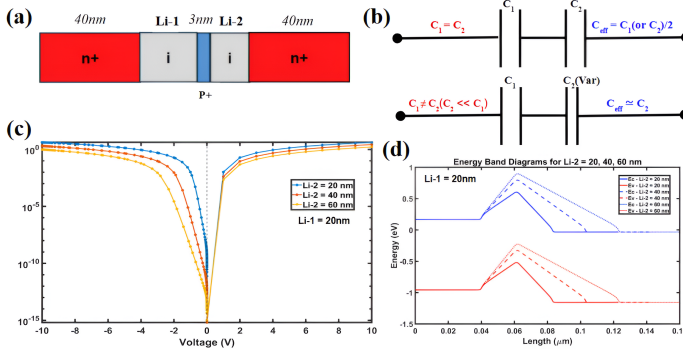 (a)
40nm Li-1 3nm Li-2 40nm
n+ i i n+
P+
(b)
C1 C2
C1 = C2 Ceff = C1(or C2)/2
C1 C2(Var)
C1 ≠ C2(C2 << C1) Ceff ≃ C2
(c)
10^0
10^-5
10^-10
10^-15
Li-2 = 20 nm
Li-2 = 40 nm
Li-2 = 60 nm
Li-1 = 20nm
-10 -8 -6 -4 -2 0 2 4 6 8 10
Voltage (V)
(d)
Energy Band Diagrams for Li-2 = 20, 40, 60 nm
Li-1 = 20nm
Ec - Li-2 = 20 nm
Ev - Li-2 = 20 nm
Ec - Li-2 = 40 nm
Ev - Li-2 = 40 nm
Ec - Li-2 = 60 nm
Ev - Li-2 = 60 nm
Energy (eV)
1
0.5
0
-0.5
-1
-1.5
0 0.02 0.04 0.06 0.08 0.1 0.12 0.14 0.16
Length (μm)